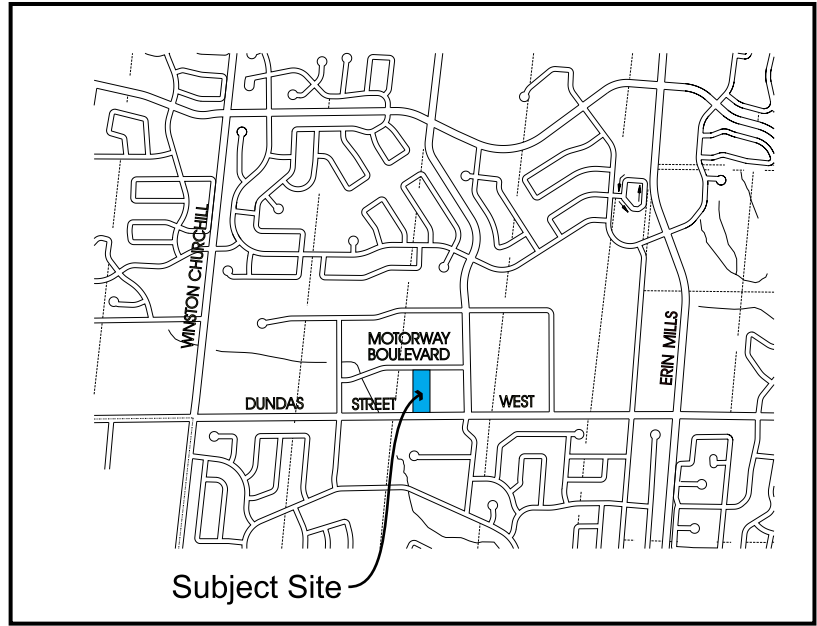 WINSTON CHURCHILL
MOTORWAY
BOULEVARD
ERIN MILLS
DUNDAS STREET WEST
Subject Site